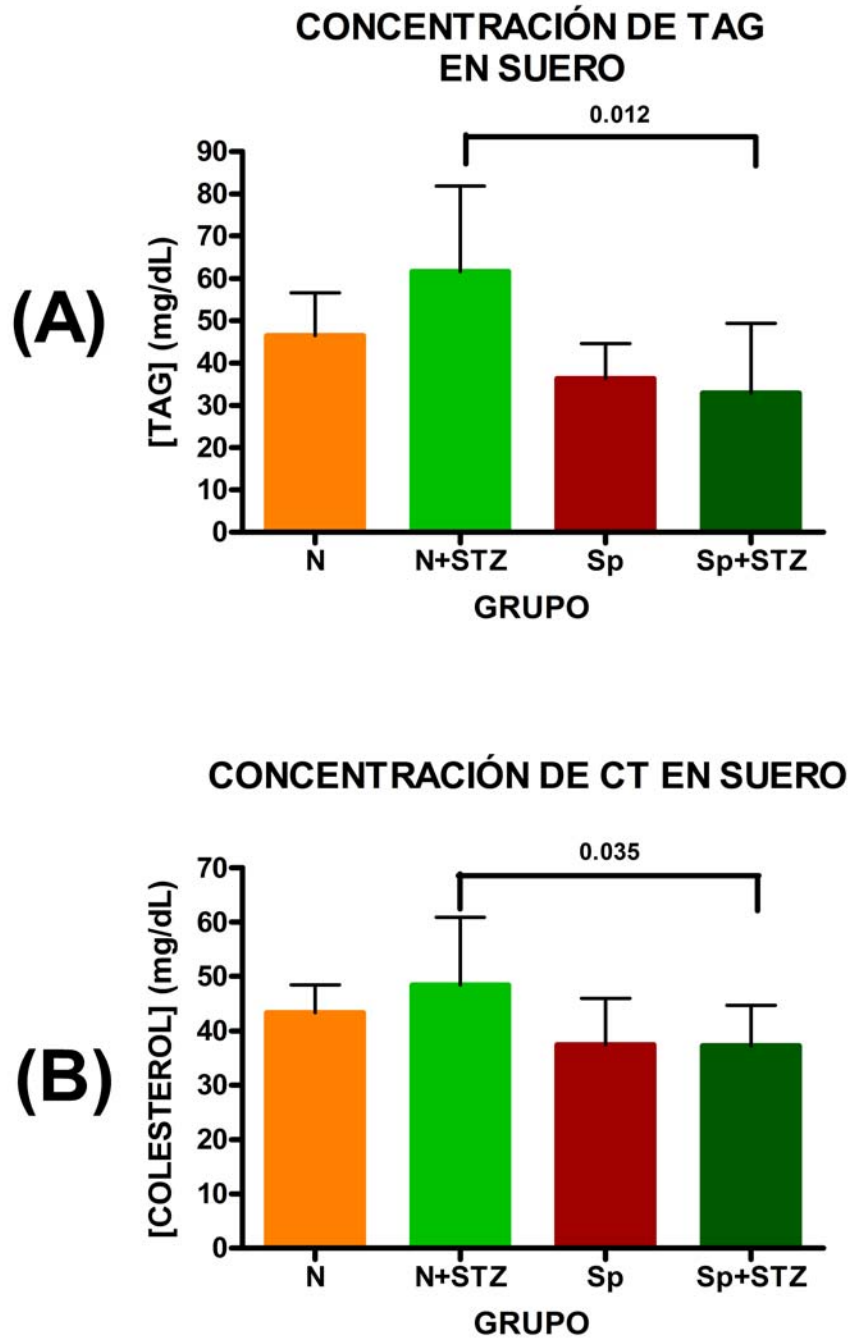 CONCENTRACIÓN DE TAG
EN SUERO
0.012
(A)
[TAG] (mg/dL)
90
80
70
60
50
40
30
20
10
0
N N+STZ Sp Sp+STZ
GRUPO
CONCENTRACIÓN DE CT EN SUERO
0.035
(B)
[COLESTEROL] (mg/dL)
70
60
50
40
30
20
10
0
N N+STZ Sp Sp+STZ
GRUPO